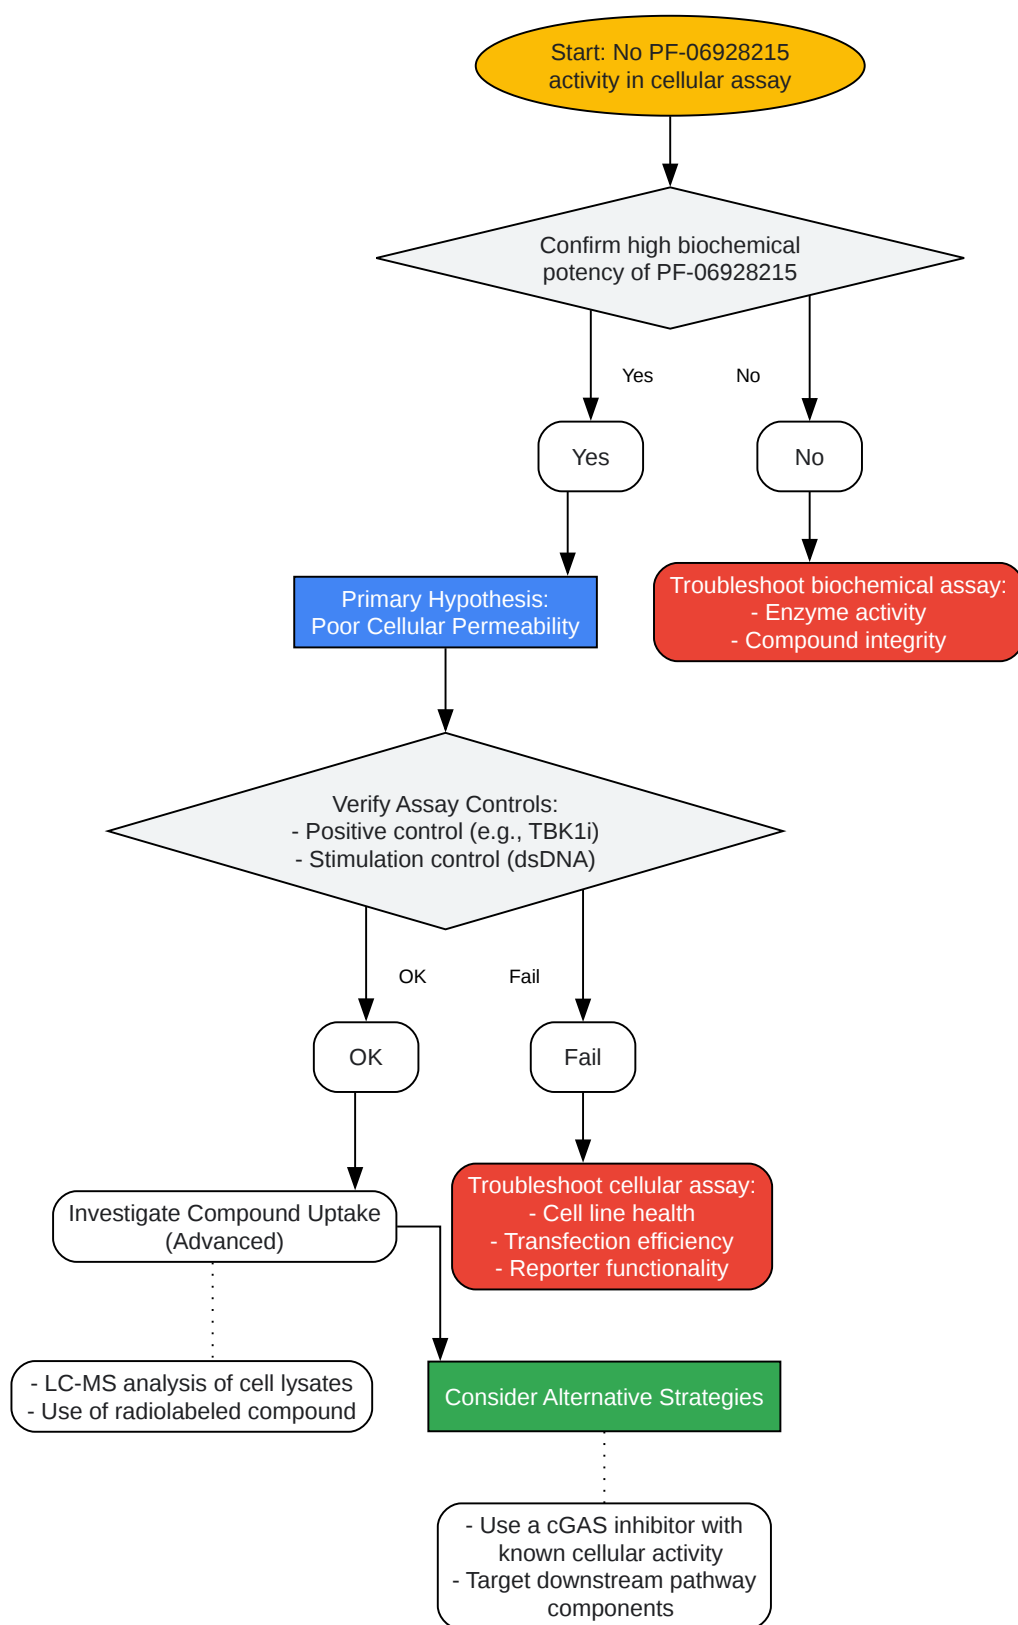 Start: No PF-06928215
activity in cellular assay
Confirm high biochemical
potency of PF-06928215
Yes
No
Yes
No
Primary Hypothesis:
Poor Cellular Permeability
Troubleshoot biochemical assay:
- Enzyme activity
- Compound integrity
Verify Assay Controls:
- Positive control (e.g., TBK1i)
- Stimulation control (dsDNA)
OK
Fail
OK
Fail
Investigate Compound Uptake
(Advanced)
Troubleshoot cellular assay:
- Cell line health
- Transfection efficiency
- Reporter functionality
- LC-MS analysis of cell lysates
- Use of radiolabeled compound
Consider Alternative Strategies
- Use a cGAS inhibitor with
known cellular activity
- Target downstream pathway
components